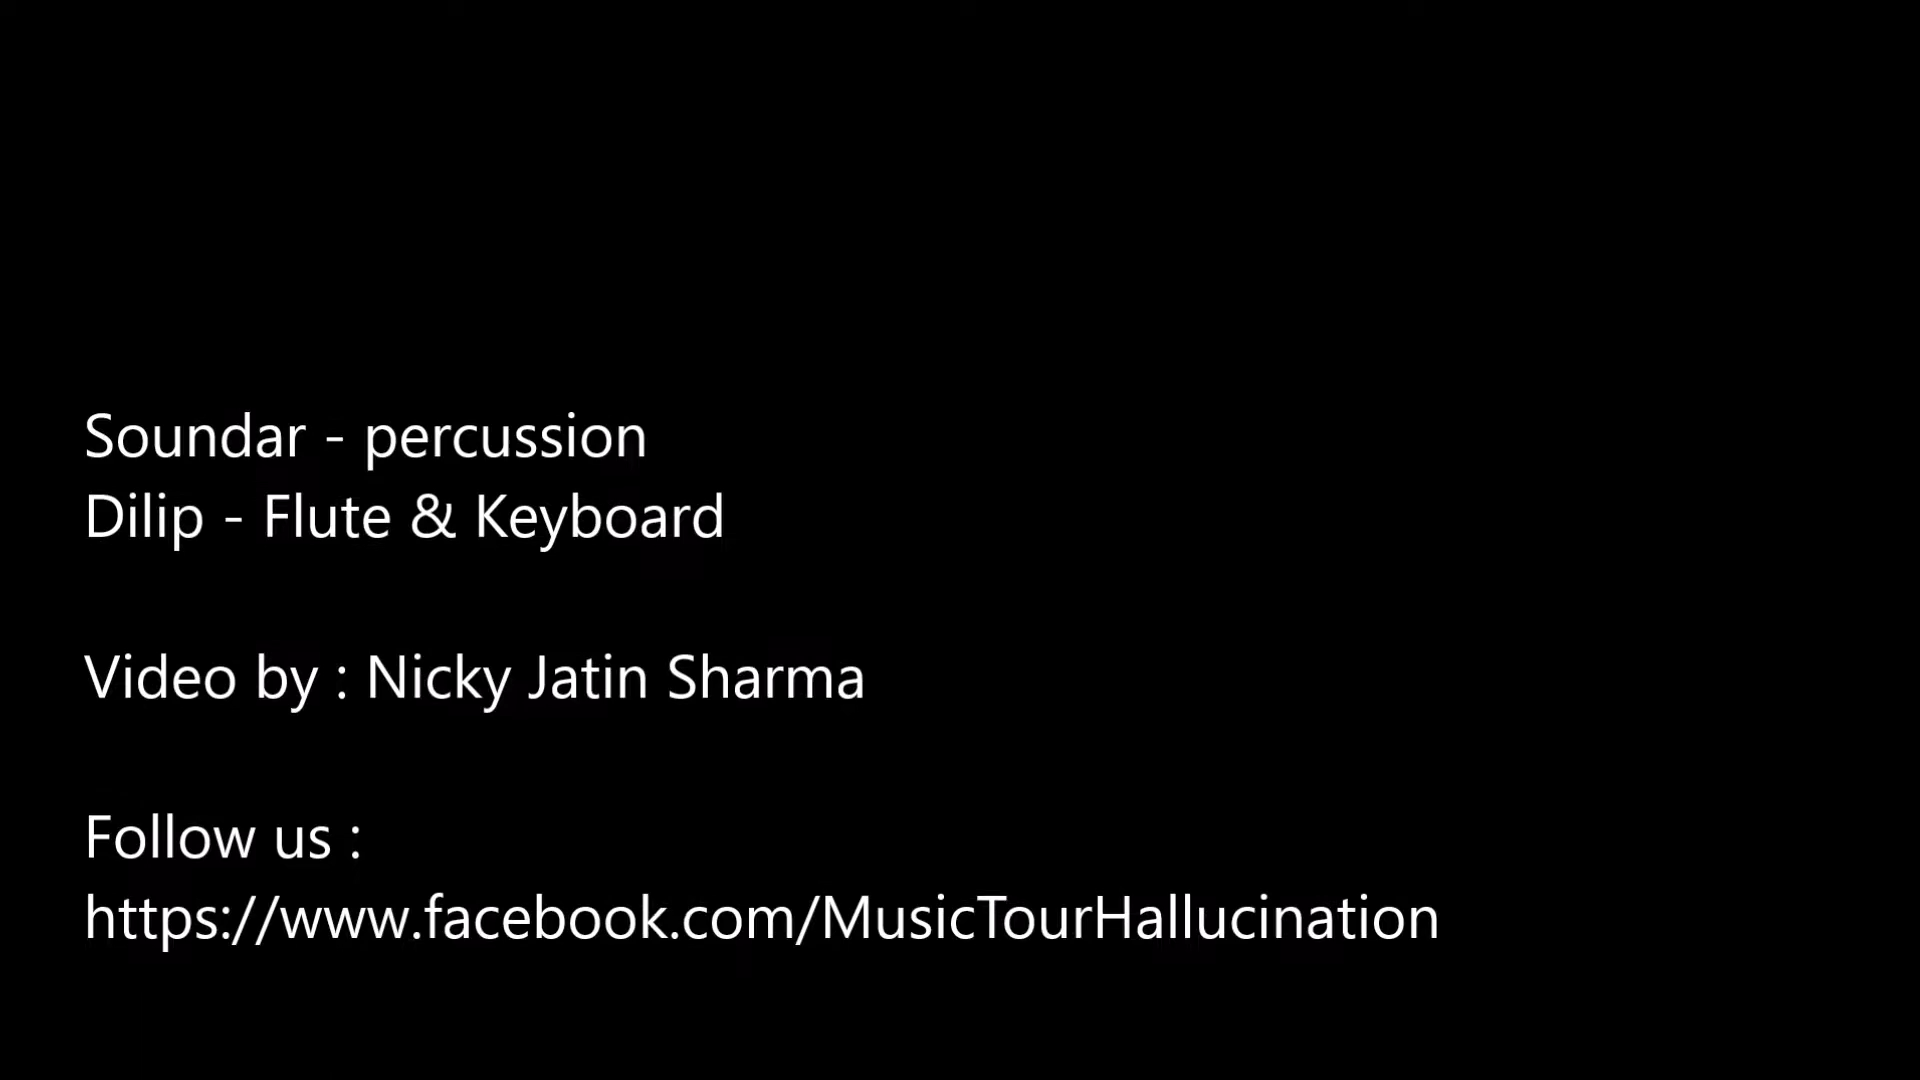 Soundar - percussion
Dilip - Flute & Keyboard
Video by : Nicky Jatin Sharma
Follow us :
https://www.facebook.com/MusicTourHallucination